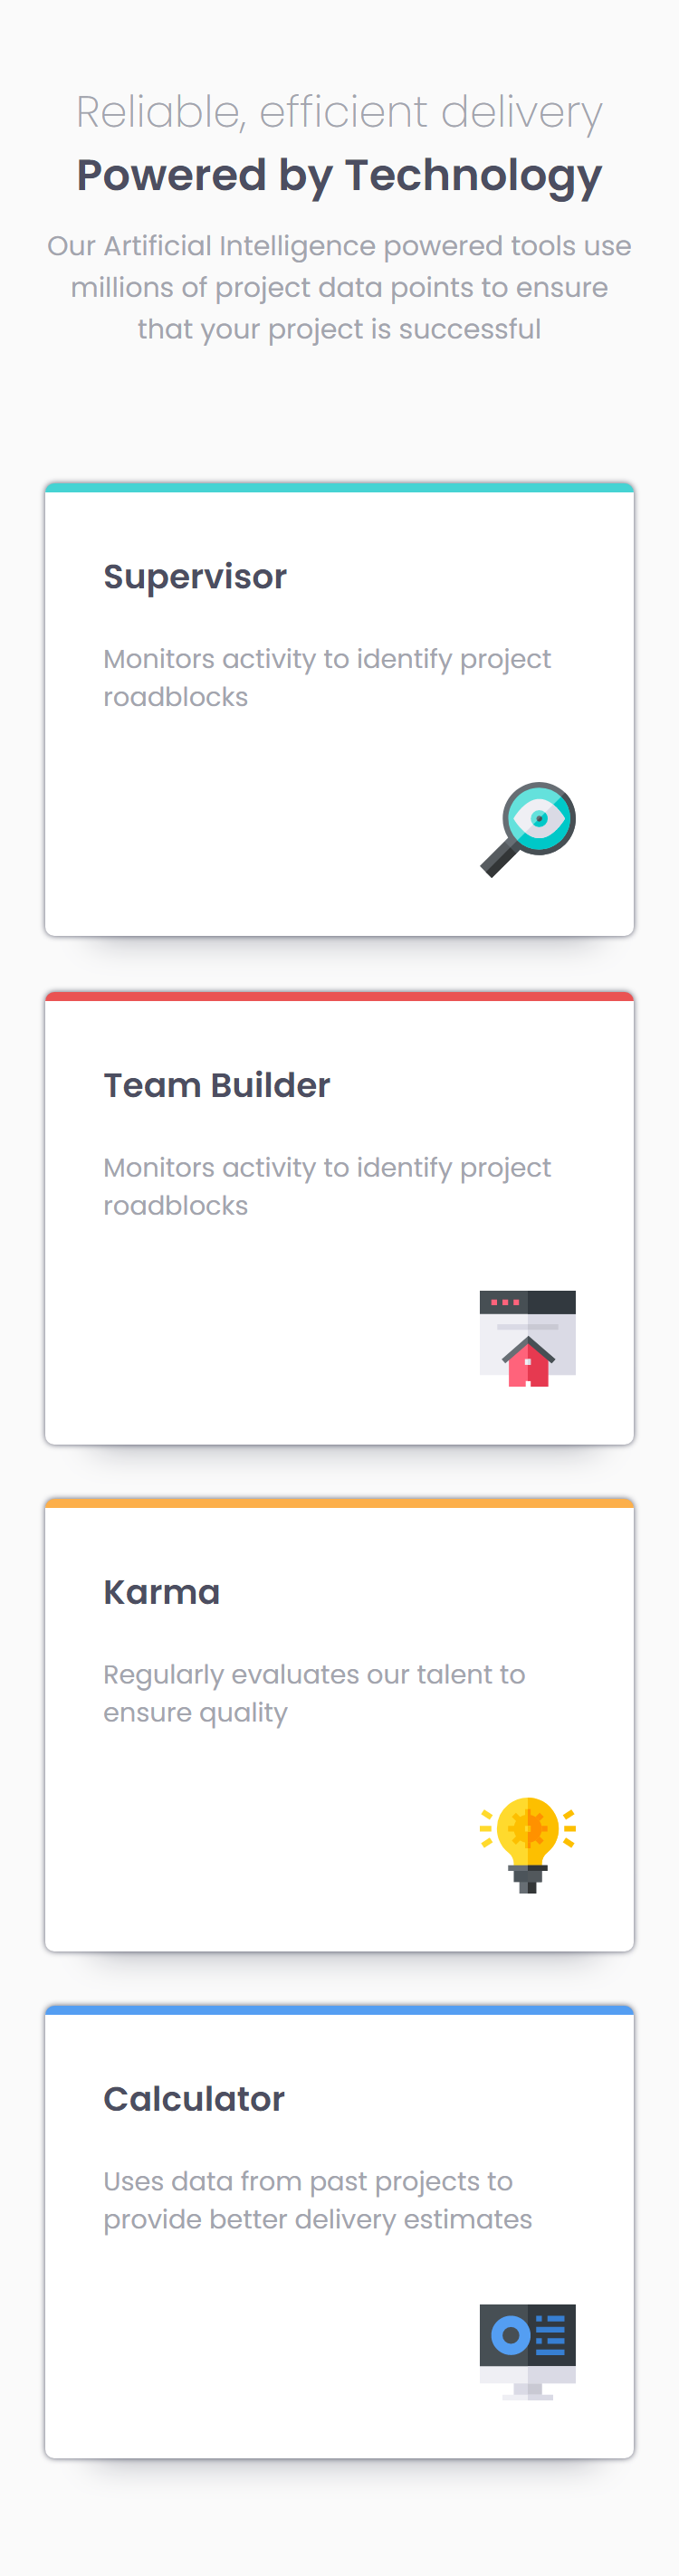 Reliable, efficient delivery
Powered by Technology
Our Artificial Intelligence powered tools use
millions of project data points to ensure
that your project is successful
Supervisor
Monitors activity to identify project
roadblocks
Team Builder
Monitors activity to identify project
roadblocks
Karma
Regularly evaluates our talent to
ensure quality
Calculator
Uses data from past projects to
provide better delivery estimates